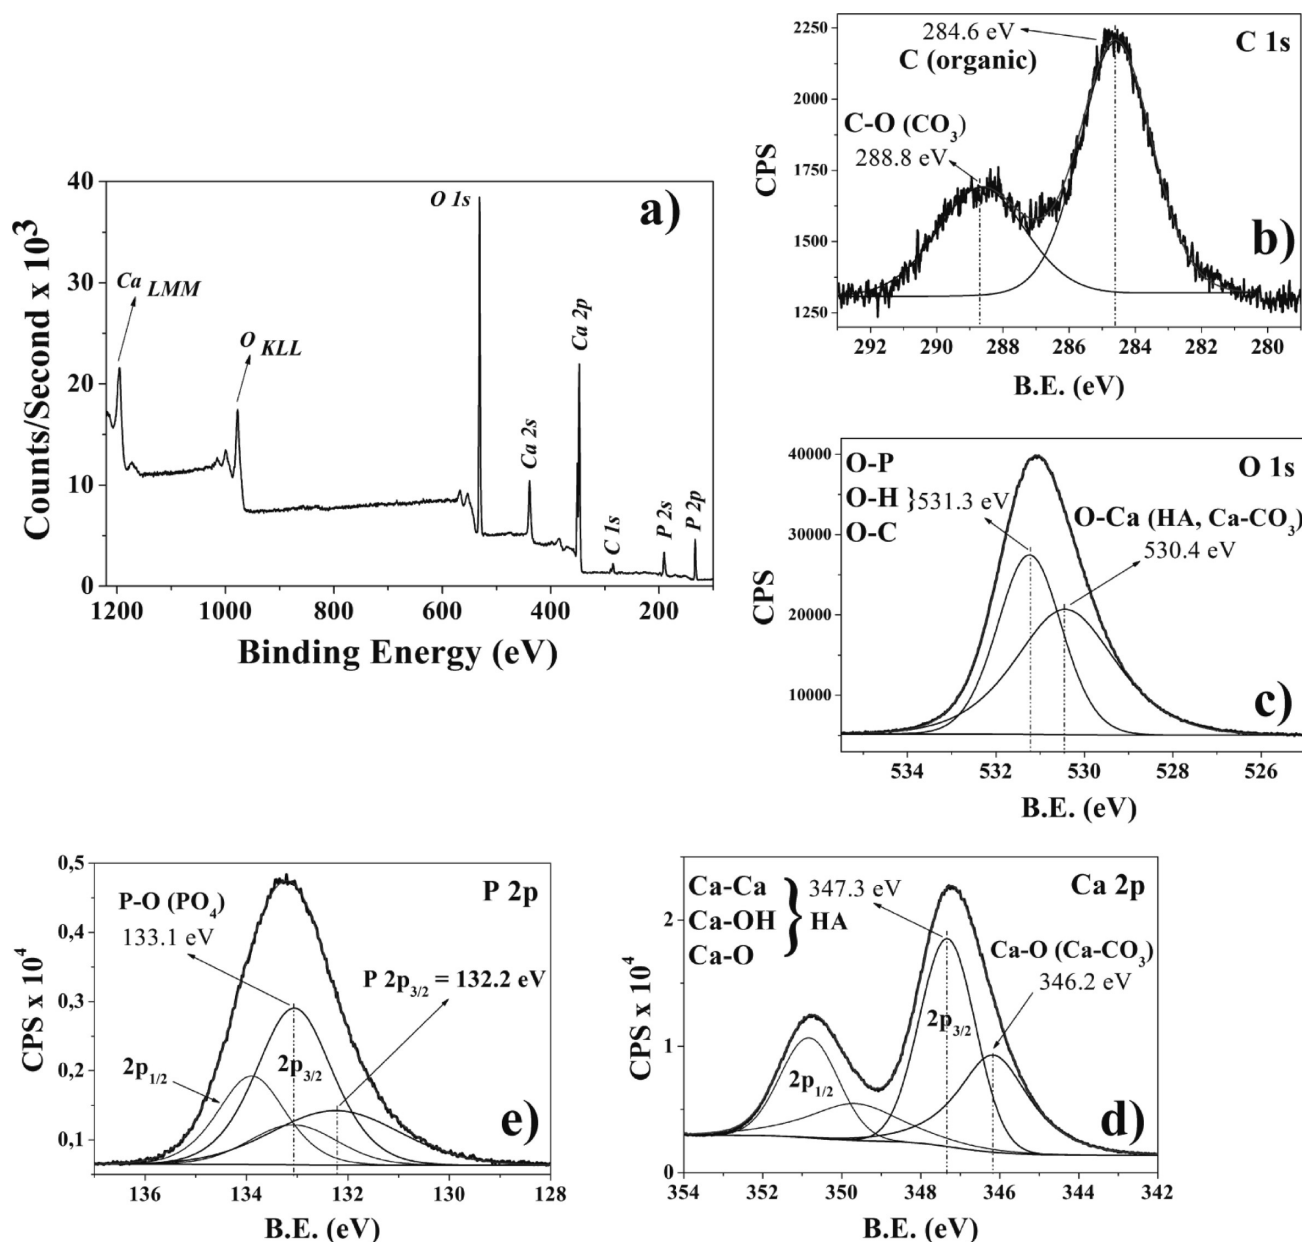 a)
Counts/Second x 10³
40
30
20
10
0
Ca LMM
O KLL
O 1s
Ca 2s
Ca 2p
C 1s
P 2s
P 2p
1200 1000 800 600 400 200
Binding Energy (eV)
b)
C 1s
284.6 eV
C (organic)
C-O (CO₃)
288.8 eV
CPS
2250
2000
1750
1500
1250
292 290 288 286 284 282 280
B.E. (eV)
c)
O 1s
O-P
O-H } 531.3 eV
O-C
O-Ca (HA, Ca-CO₃)
530.4 eV
CPS
40000
30000
20000
10000
534 532 530 528 526
B.E. (eV)
e)
P 2p
P-O (PO₄)
133.1 eV
P 2p₃/₂ = 132.2 eV
2p₁/₂
2p₃/₂
CPS x 10⁴
0,5
0,4
0,3
0,2
0,1
136 134 132 130 128
B.E. (eV)
d)
Ca 2p
Ca-Ca
Ca-OH } HA
Ca-O
347.3 eV
Ca-O (Ca-CO₃)
346.2 eV
2p₃/₂
2p₁/₂
CPS x 10⁴
2
1
0
354 352 350 348 346 344 342
B.E. (eV)